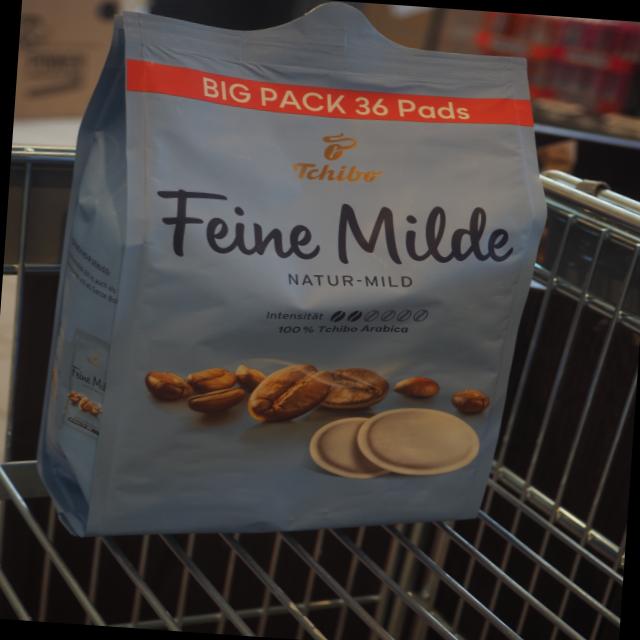 BIG PACK 36 Pads
Tchibo
Feine Milde
NATUR-MILD
Intensität
100 % Tchibo Arabica